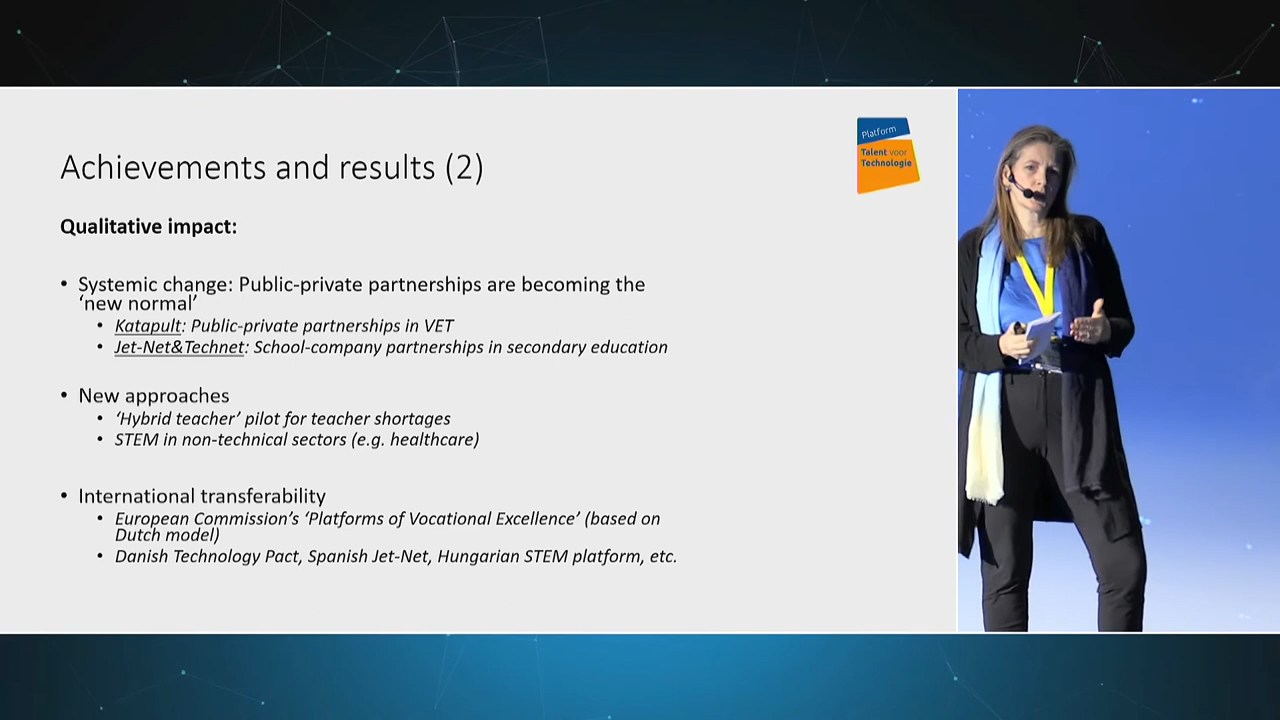 Achievements and results (2)
Platform
Talent voor
Technologie
Qualitative impact:
• Systemic change: Public-private partnerships are becoming the
‘new normal’
• Katapult: Public-private partnerships in VET
• Jet-Net&Technet: School-company partnerships in secondary education
• New approaches
• ‘Hybrid teacher’ pilot for teacher shortages
• STEM in non-technical sectors (e.g. healthcare)
• International transferability
• European Commission’s ‘Platforms of Vocational Excellence’ (based on
Dutch model)
• Danish Technology Pact, Spanish Jet-Net, Hungarian STEM platform, etc.